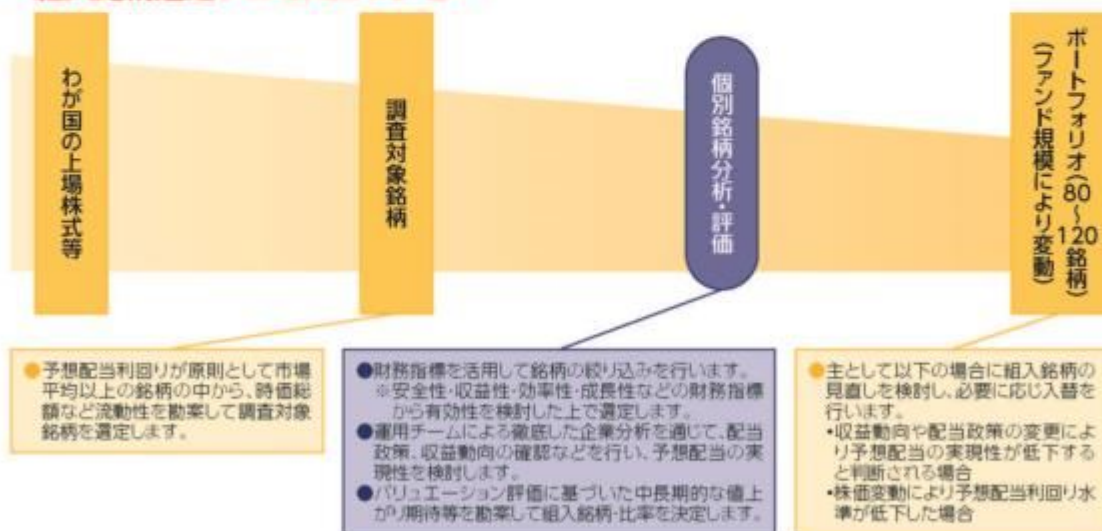 わが国の上場株式等
調査対象銘柄
個別銘柄分析・評価
ポートフォリオ(80～120銘柄)
(ファンド規模により変動)
●予想配当利回りが原則として市場
平均以上の銘柄の中から、時価総
額など流動性を勘案して調査対象
銘柄を選定します。
●財務指標を活用して銘柄の絞り込みを行います。
※安全性・収益性・効率性・成長性などの財務指標
から有効性を検討した上で選定します。
●運用チームによる徹底した企業分析を通じて、配当
政策、収益動向の確認などを行い、予想配当の実
現性を検討します。
●バリュエーション評価に基づいた中長期的な値上
がり期待等を勘案して組入銘柄・比率を決定します。
●主として以下の場合に組入銘柄の
見直しを検討し、必要に応じ入替を
行います。
•収益動向や配当政策の変更によ
り予想配当の実現性が低下する
と判断される場合
•株価変動により予想配当利回り水
準が低下した場合